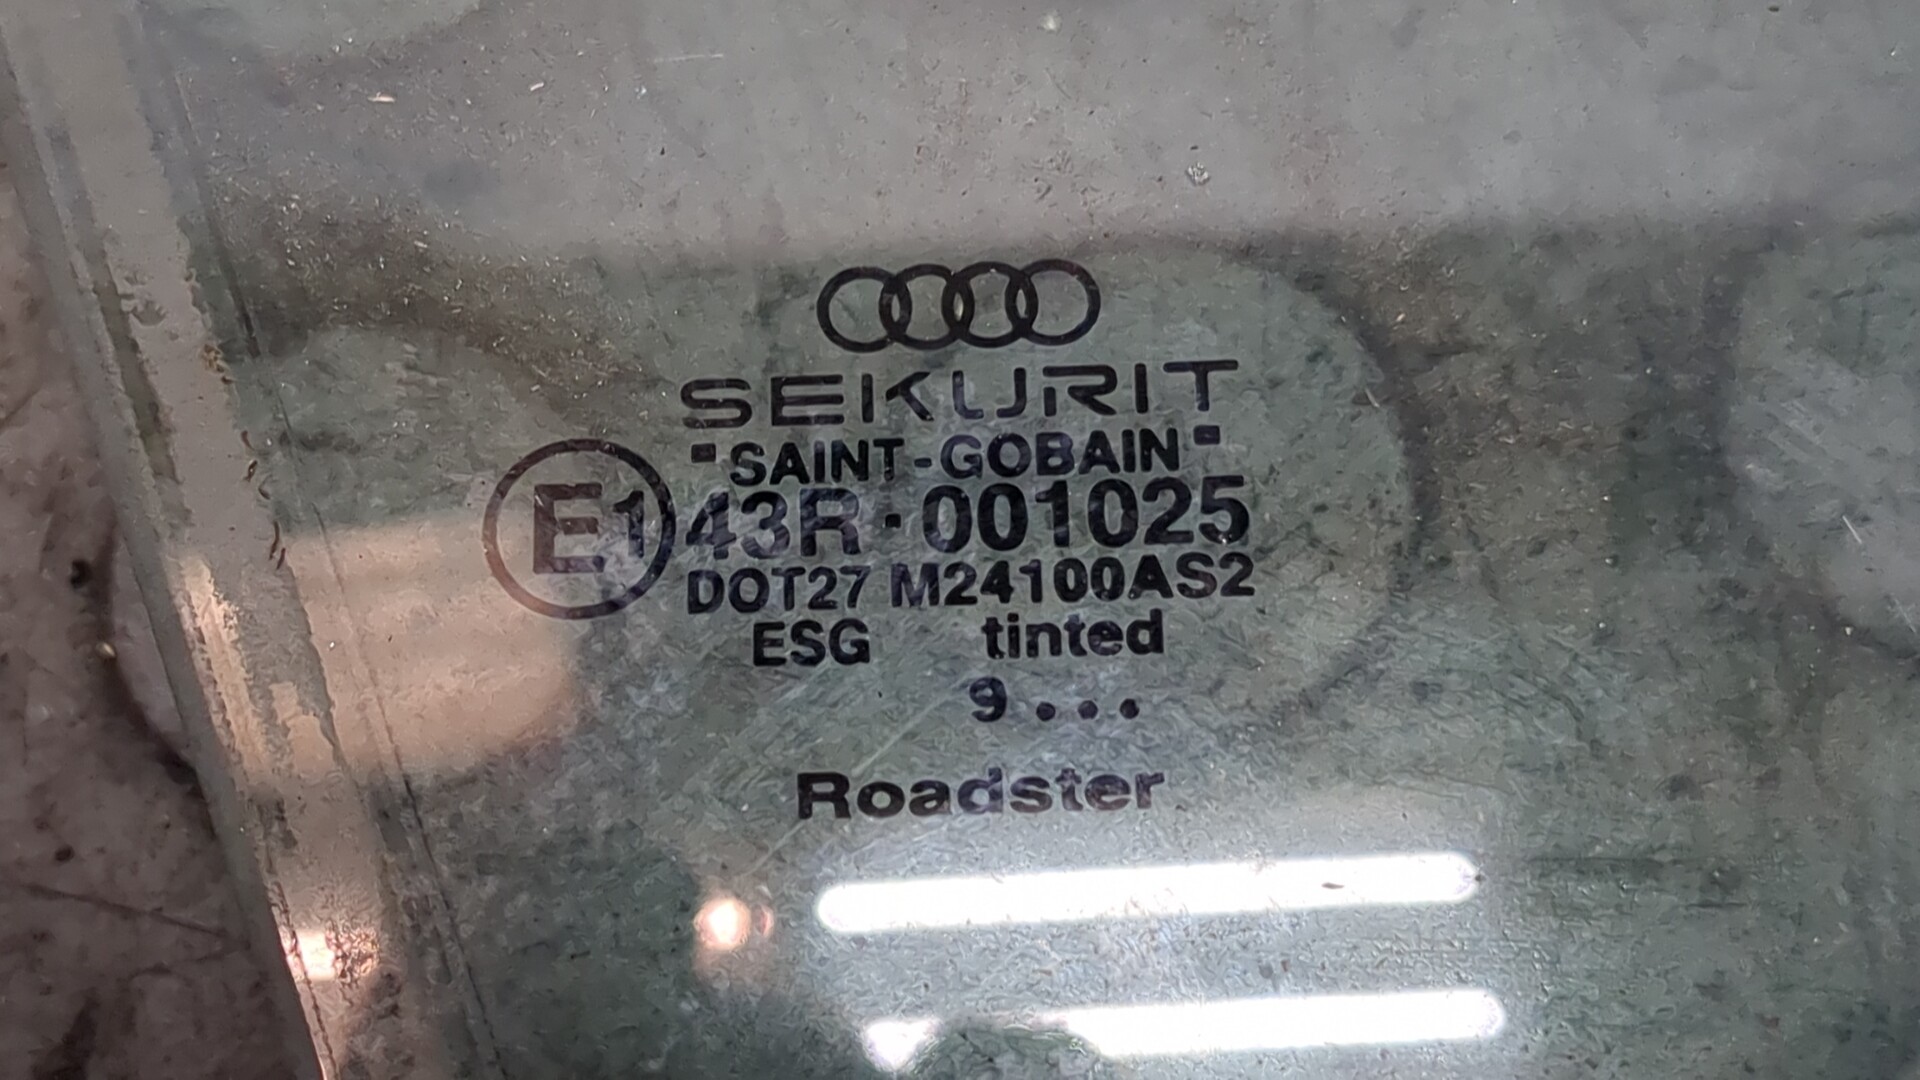 SEKURIT
"SAINT-GOBAIN"
E1 43R·001025
DOT27 M24100AS2
ESG tinted
9...
Roadster